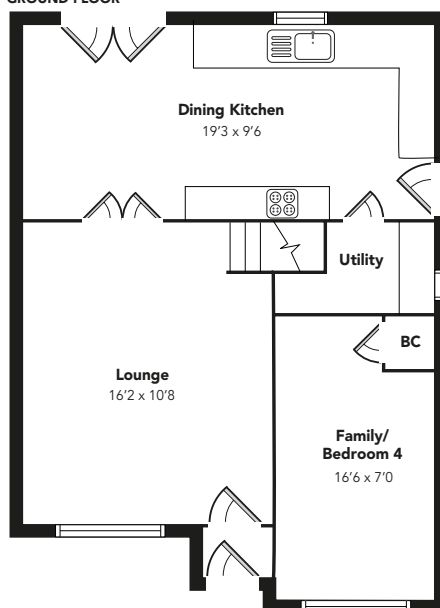 GROUND FLOOR
Dining Kitchen
19'3 x 9'6
Utility
BC
Lounge
16'2 x 10'8
Family/
Bedroom 4
16'6 x 7'0